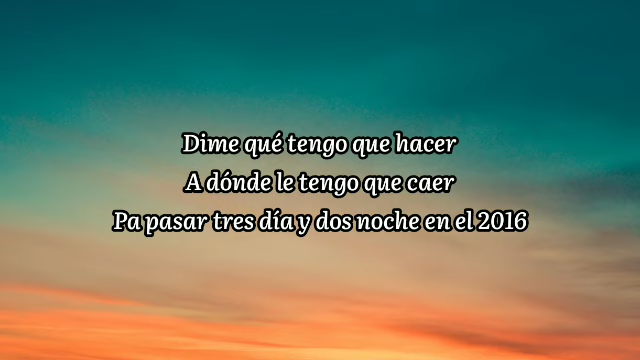 Dime qué tengo que hacer
A dónde le tengo que caer
Pa pasar tres día y dos noche en el 2016